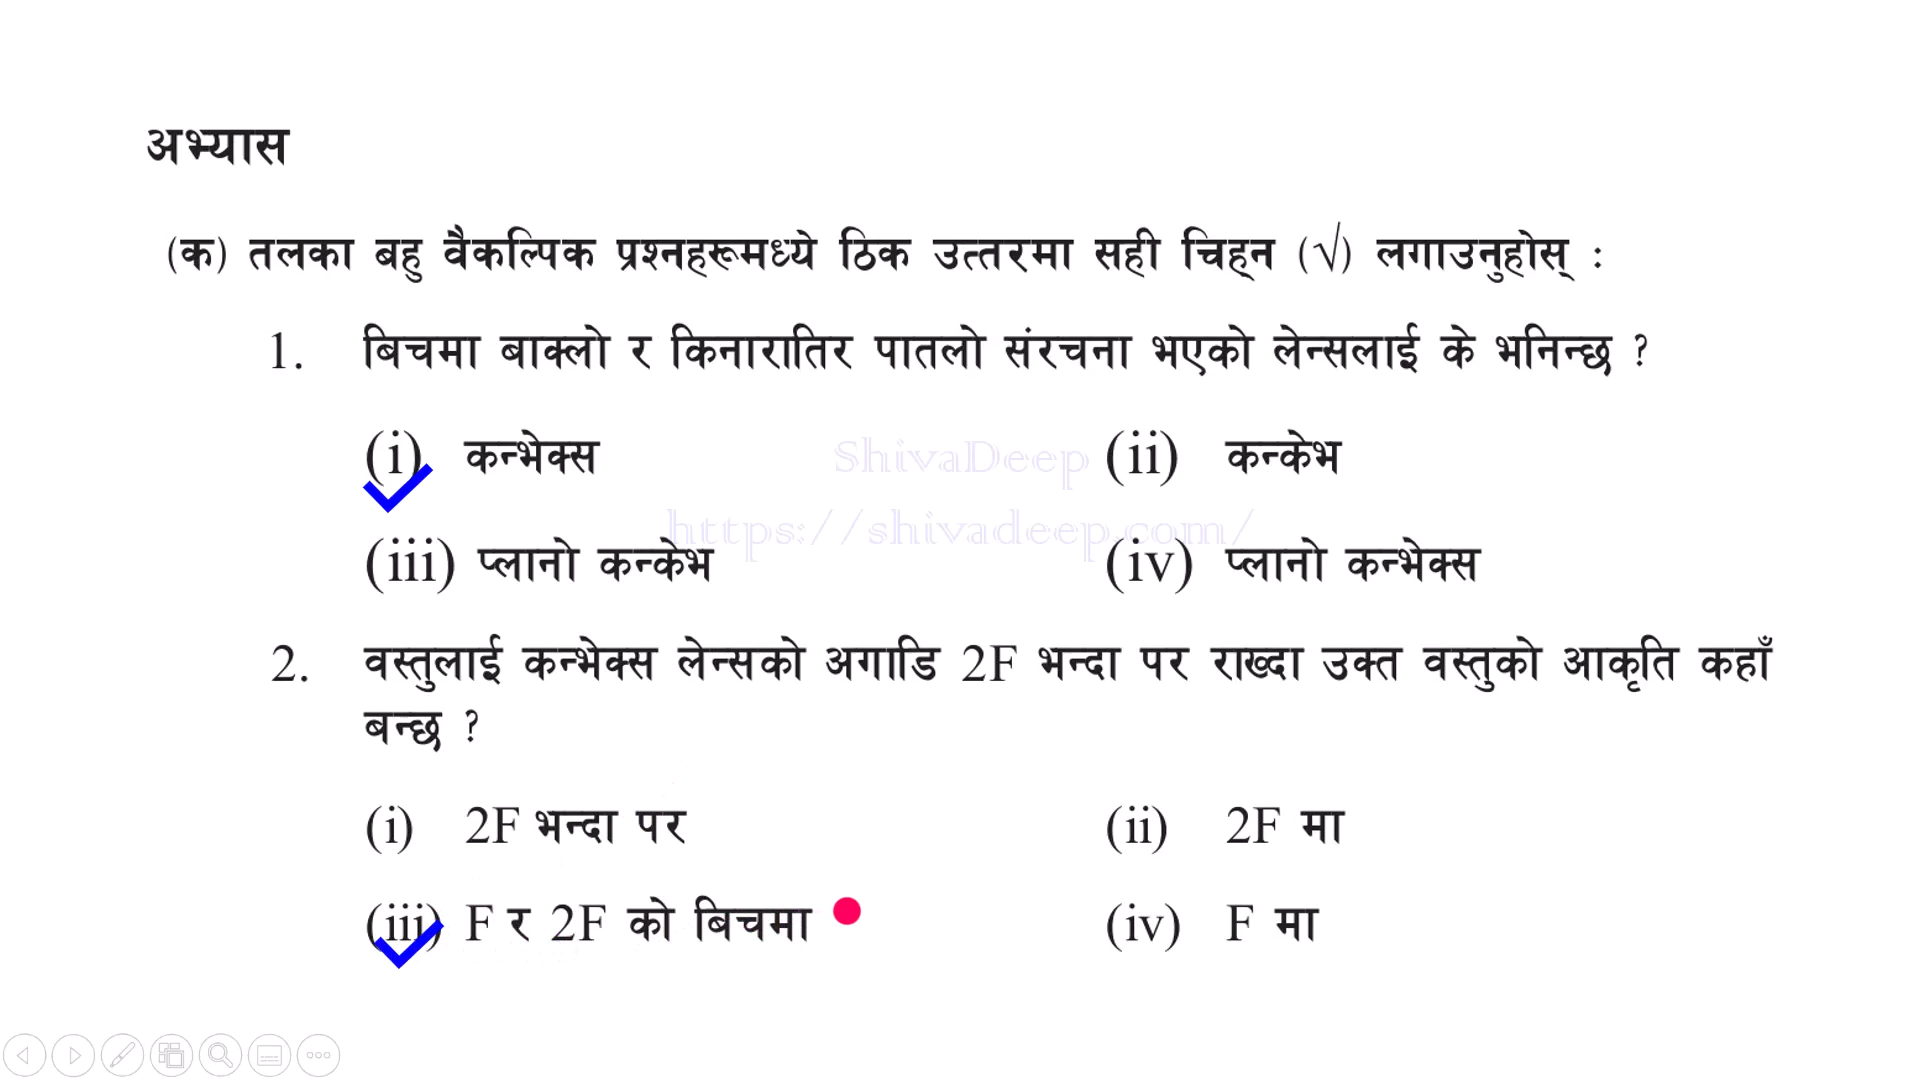 अभ्यास
(क) तलका बहु वैकल्पिक प्रश्नहरूमध्ये ठिक उत्तरमा सही चिह्न (√) लगाउनुहोस् :
1. बिचमा बाक्लो र किनारातिर पातलो संरचना भएको लेन्सलाई के भनिन्छ ?
(i) कन्भेक्स (ii) कन्केभ
ShivaDeep
https://shivadeep.com/
(iii) प्लानो कन्केभ (iv) प्लानो कन्भेक्स
2. वस्तुलाई कन्भेक्स लेन्सको अगाडि 2F भन्दा पर राख्दा उक्त वस्तुको आकृति कहाँ
बन्छ ?
(i) 2F भन्दा पर (ii) 2F मा
(iii) F र 2F को बिचमा (iv) F मा